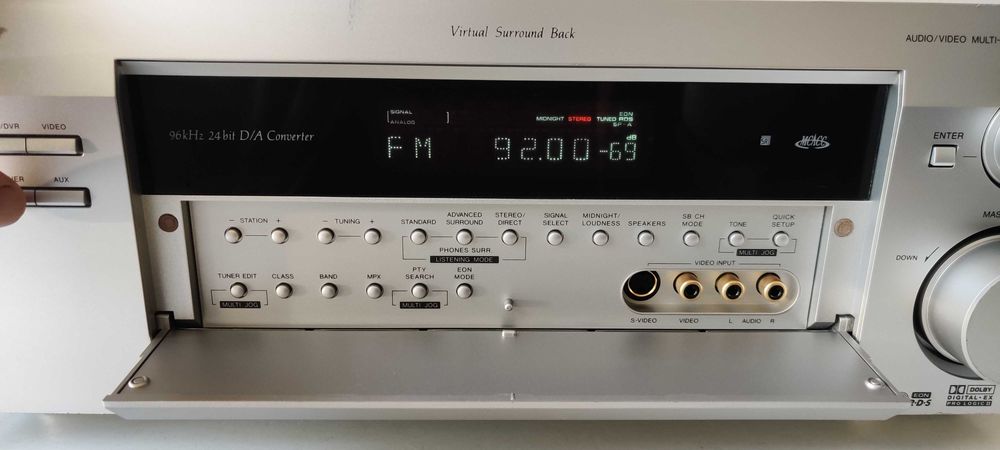 Virtual Surround Back
AUDIO/VIDEO MULTI-
/DVR VIDEO
AUX
96kHz 24bit D/A Converter
SIGNAL
ANALOG
MIDNIGHT STEREO TUNED RDS
EON
SP-A
dB
FM 92.00 -69
MCACC
ENTER
DOWN
− STATION +
− TUNING +
STANDARD
ADVANCED
SURROUND
STEREO/
DIRECT
SIGNAL
SELECT
MIDNIGHT/
LOUDNESS
SPEAKERS
SB CH
MODE
TONE
QUICK
SETUP
PHONES SURR.
LISTENING MODE
MULTI JOG
TUNER EDIT
CLASS
BAND
MPX
PTY
SEARCH
EON
MODE
MULTI JOG
MULTI JOG
VIDEO INPUT
S-VIDEO
VIDEO
L AUDIO R
EON
R·D·S
DOLBY
DIGITAL·EX
PRO LOGIC II